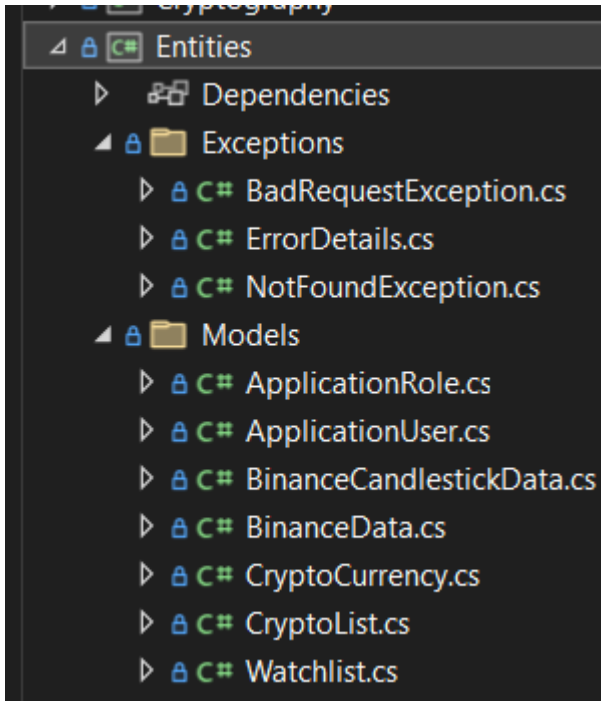 Cryptography
C# Entities
Dependencies
Exceptions
C# BadRequestException.cs
C# ErrorDetails.cs
C# NotFoundException.cs
Models
C# ApplicationRole.cs
C# ApplicationUser.cs
C# BinanceCandlestickData.cs
C# BinanceData.cs
C# CryptoCurrency.cs
C# CryptoList.cs
C# Watchlist.cs